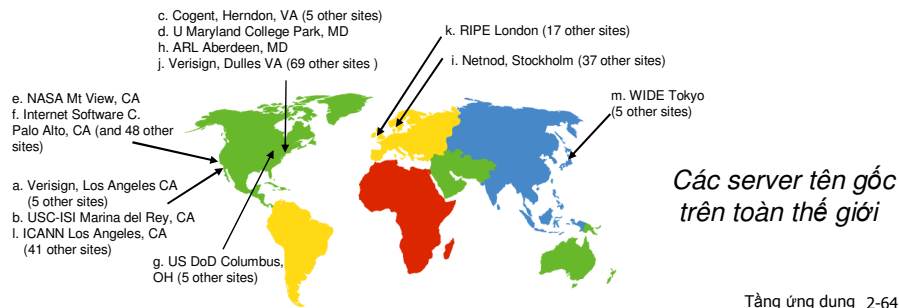 c. Cogent, Herndon, VA (5 other sites)
d. U Maryland College Park, MD
h. ARL Aberdeen, MD
j. Verisign, Dulles VA (69 other sites )
k. RIPE London (17 other sites)
i. Netnod, Stockholm (37 other sites)
m. WIDE Tokyo
(5 other sites)
e. NASA Mt View, CA
f. Internet Software C.
Palo Alto, CA (and 48 other
sites)
a. Verisign, Los Angeles CA
(5 other sites)
b. USC-ISI Marina del Rey, CA
l. ICANN Los Angeles, CA
(41 other sites)
g. US DoD Columbus,
OH (5 other sites)
Các server tên gốc
trên toàn thế giới
Tầng ứng dụng 2-64